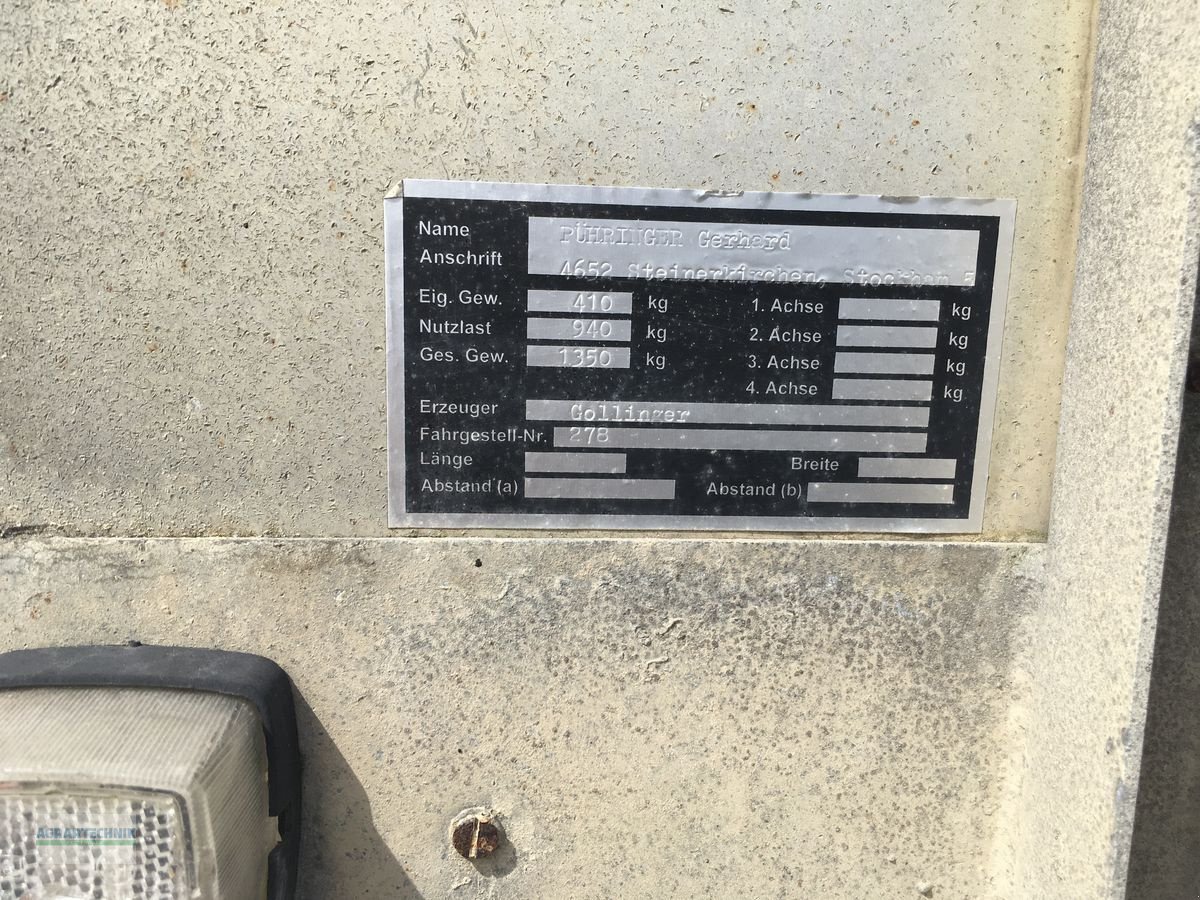 Name PÜHRINGER Gerhard
Anschrift 4652 Steinerkirchen, Stockham 5
Eig. Gew. 410 kg 1. Achse kg
Nutzlast 940 kg 2. Achse kg
Ges. Gew. 1350 kg 3. Achse kg
4. Achse kg
Erzeuger Gollinger
Fahrgestell-Nr. 278
Länge Breite
Abstand (a) Abstand (b)
AGRARTECHNIK